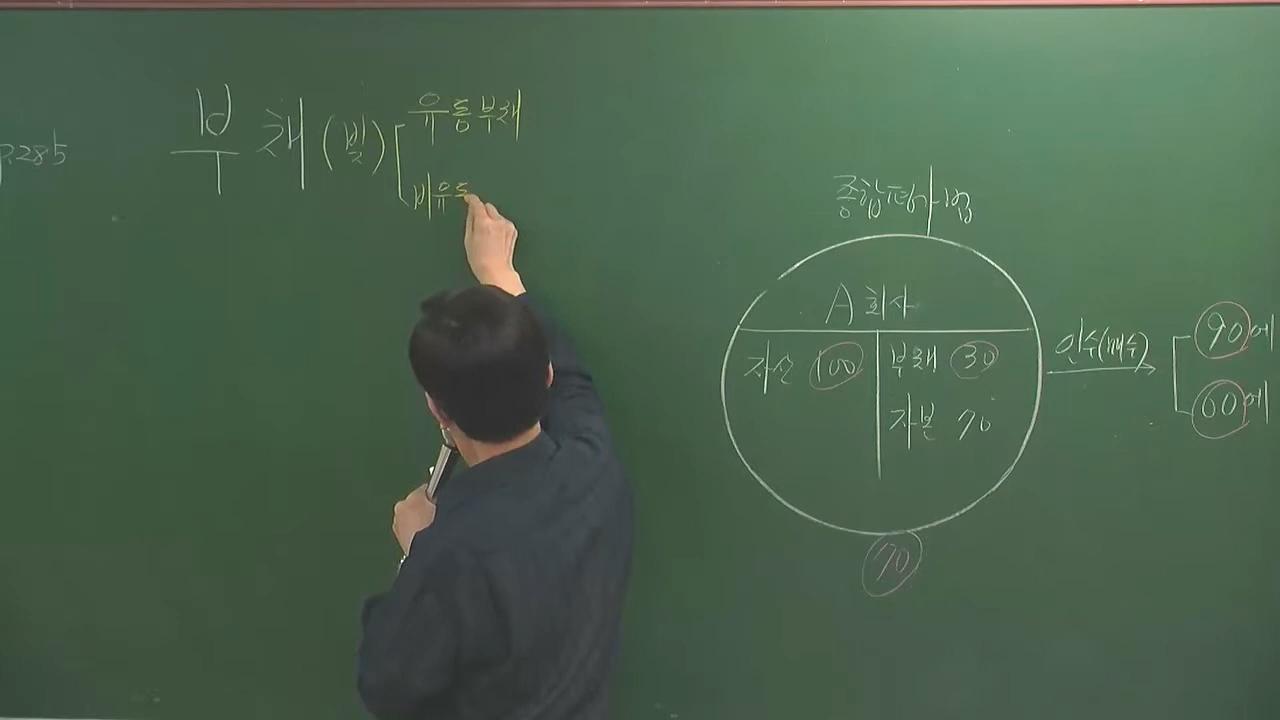 P.285
부채 (빚)
유동부채
비유동
종합평가법
A 회사
자산 100
부채 30
자본 70
70
인수(매수)
90에
60에